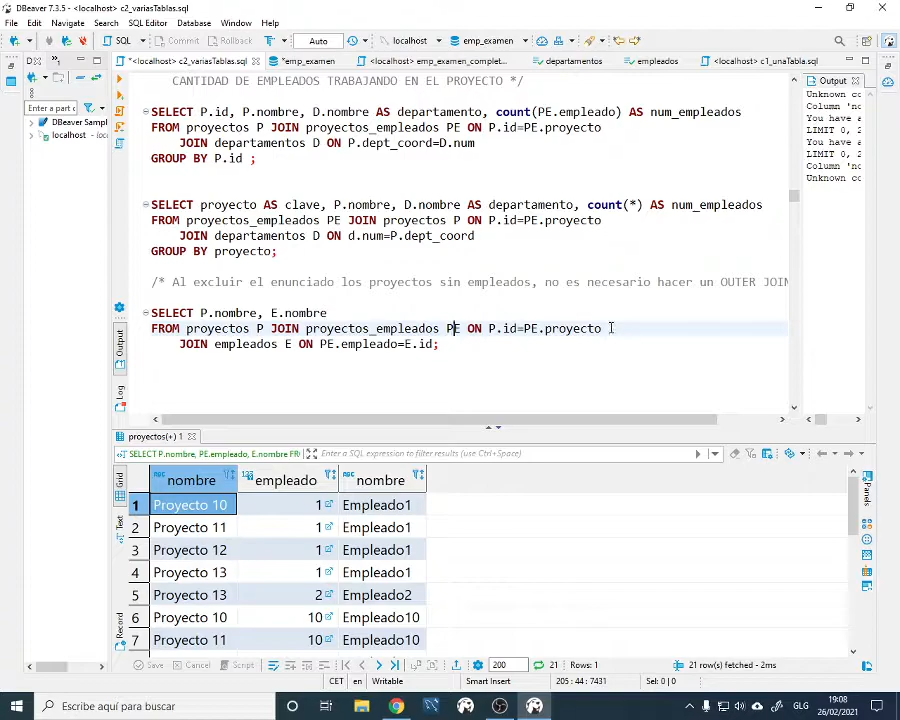 DBeaver 7.3.5 - <localhost> c2_variasTablas.sql
File Edit Navigate Search SQL Editor Database Window Help
SQL Commit Rollback T Auto localhost emp_examen
D *<localhost> c2_variasTablas.sql *emp_examen <localhost> emp_examen_complet... departamentos empleados <localhost> c1_unaTabla.sql Output
Enter a part o
DBeaver Sampl
localhost - loca
CANTIDAD DE EMPLEADOS TRABAJANDO EN EL PROYECTO */
SELECT P.id, P.nombre, D.nombre AS departamento, count(PE.empleado) AS num_empleados
FROM proyectos P JOIN proyectos_empleados PE ON P.id=PE.proyecto
JOIN departamentos D ON P.dept_coord=D.num
GROUP BY P.id ;
SELECT proyecto AS clave, P.nombre, D.nombre AS departamento, count(*) AS num_empleados
FROM proyectos_empleados PE JOIN proyectos P ON P.id=PE.proyecto
JOIN departamentos D ON d.num=P.dept_coord
GROUP BY proyecto;
/* Al excluir el enunciado los proyectos sin empleados, no es necesario hacer un OUTER JOIN
SELECT P.nombre, E.nombre
FROM proyectos P JOIN proyectos_empleados PE ON P.id=PE.proyecto
JOIN empleados E ON PE.empleado=E.id;
Unknown co
Column 'no
You have a
LIMIT 0, 2
You have a
LIMIT 0, 2
Column 'no
Unknown co
Output
Log
proyectos(+) 1
SELECT P.nombre, PE.empleado, E.nombre FR Enter a SQL expression to filter results (use Ctrl+Space)
Grid
Text
Record
Panels
nombre empleado nombre
1 Proyecto 10 1 Empleado1
2 Proyecto 11 1 Empleado1
3 Proyecto 12 1 Empleado1
4 Proyecto 13 1 Empleado1
5 Proyecto 13 2 Empleado2
6 Proyecto 10 10 Empleado10
7 Proyecto 11 10 Empleado10
Save Cancel Script 200 21 Rows: 1 21 row(s) fetched - 2ms
CET en Writable Smart Insert 205 : 44 : 7431 Sel: 0 | 0
Escribe aquí para buscar
GLG
19:08
26/02/2021